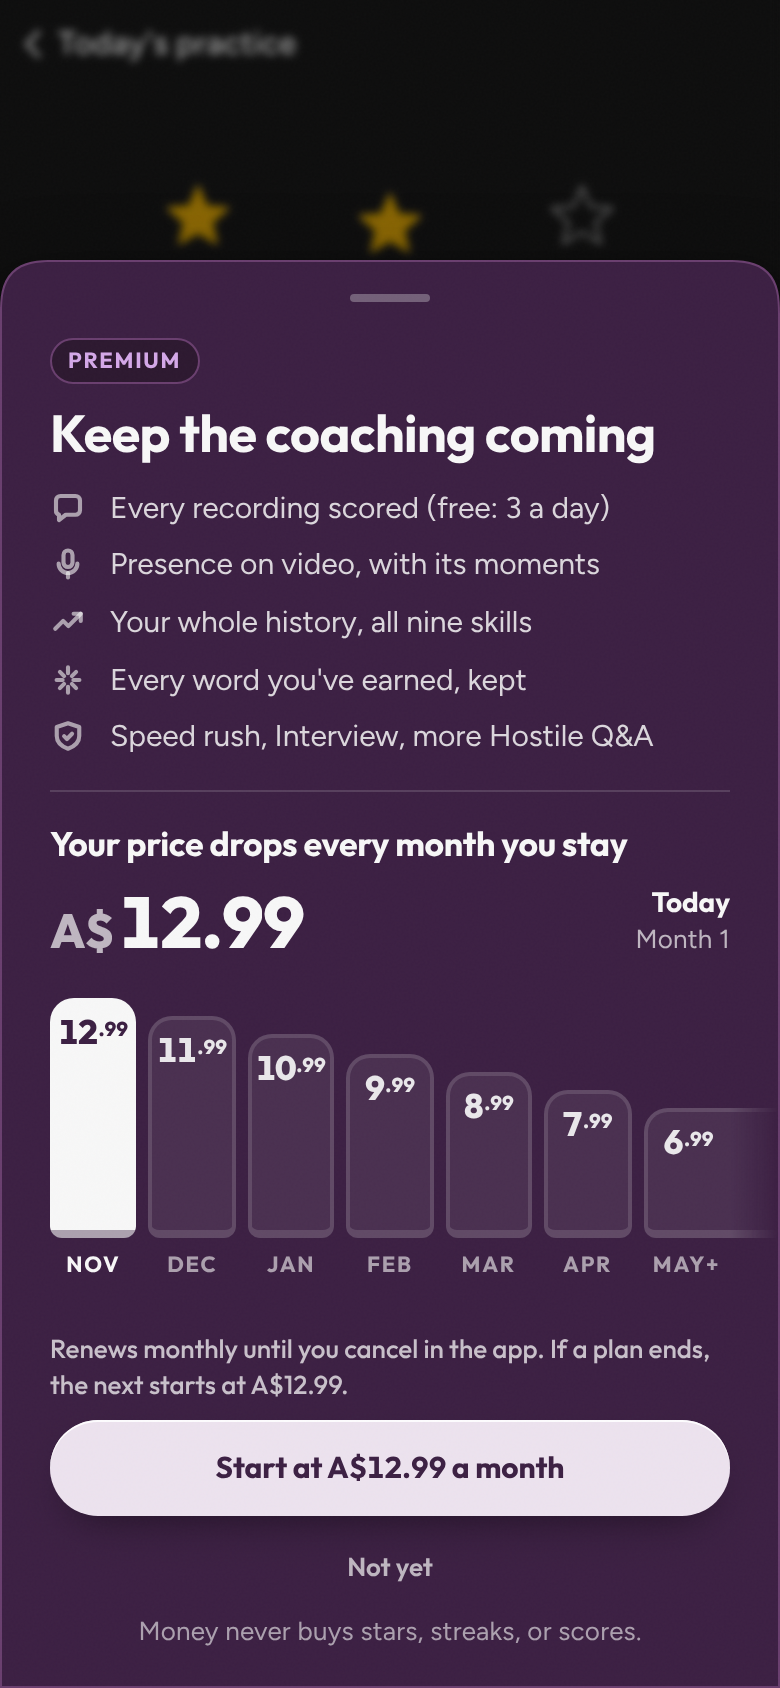 Today's practice
PREMIUM
Keep the coaching coming
Every recording scored (free: 3 a day)
Presence on video, with its moments
Your whole history, all nine skills
Every word you've earned, kept
Speed rush, Interview, more Hostile Q&A
Your price drops every month you stay
A$12.99
Today
Month 1
12.99
11.99
10.99
9.99
8.99
7.99
6.99
NOV
DEC
JAN
FEB
MAR
APR
MAY+
Renews monthly until you cancel in the app. If a plan ends,
the next starts at A$12.99.
Start at A$12.99 a month
Not yet
Money never buys stars, streaks, or scores.